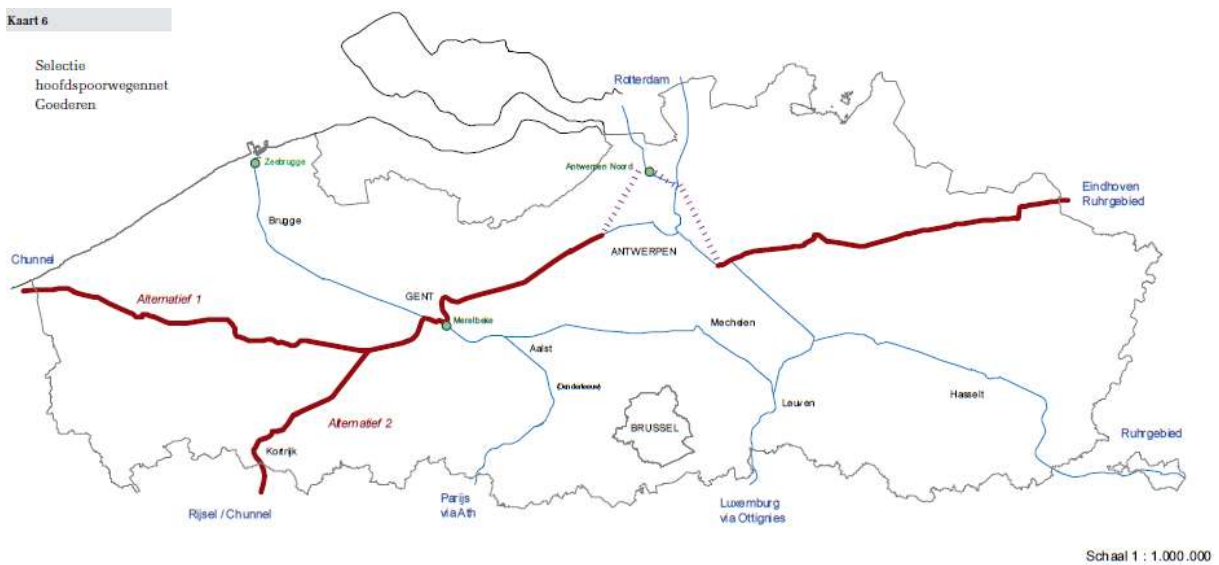 Kaart 6
Selectie
hoofdspoorwegennet
Goederen
Rotterdam
Zeebrugge
Antwerpen Noord
Eindhoven
Ruhrgebied
Brugge
ANTWERPEN
Chunnel
Alternatief 1
GENT
Merelbeke
Mechelen
Aalst
(Denderleeuw)
Leuven
Hasselt
Alternatief 2
BRUSSEL
Ruhrgebied
Kortrijk
Parijs
via Ath
Luxemburg
via Ottignies
Rijsel / Chunnel
Schaal 1 : 1.000.000